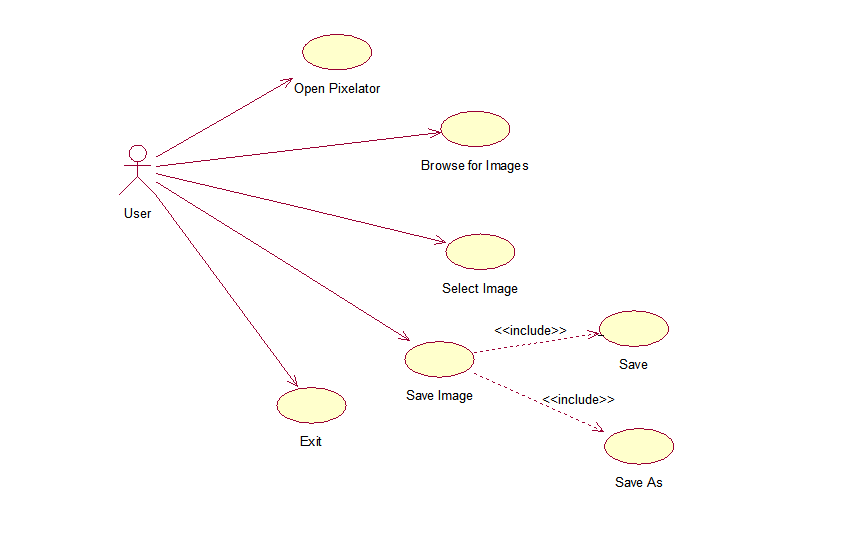 Open Pixelator
Browse for Images
User
Select Image
<<include>>
Save
Save Image
<<include>>
Exit
Save As